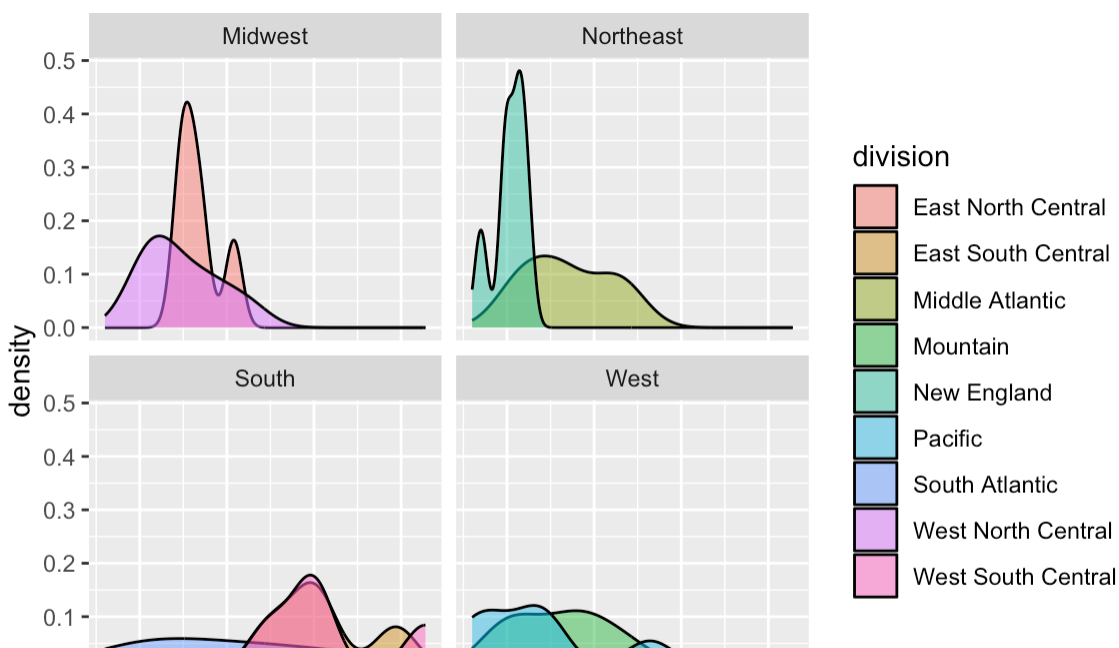 Midwest
Northeast
0.5
0.4
0.3
0.2
0.1
0.0
density
South
West
0.5
0.4
0.3
0.2
0.1
division
East North Central
East South Central
Middle Atlantic
Mountain
New England
Pacific
South Atlantic
West North Central
West South Central